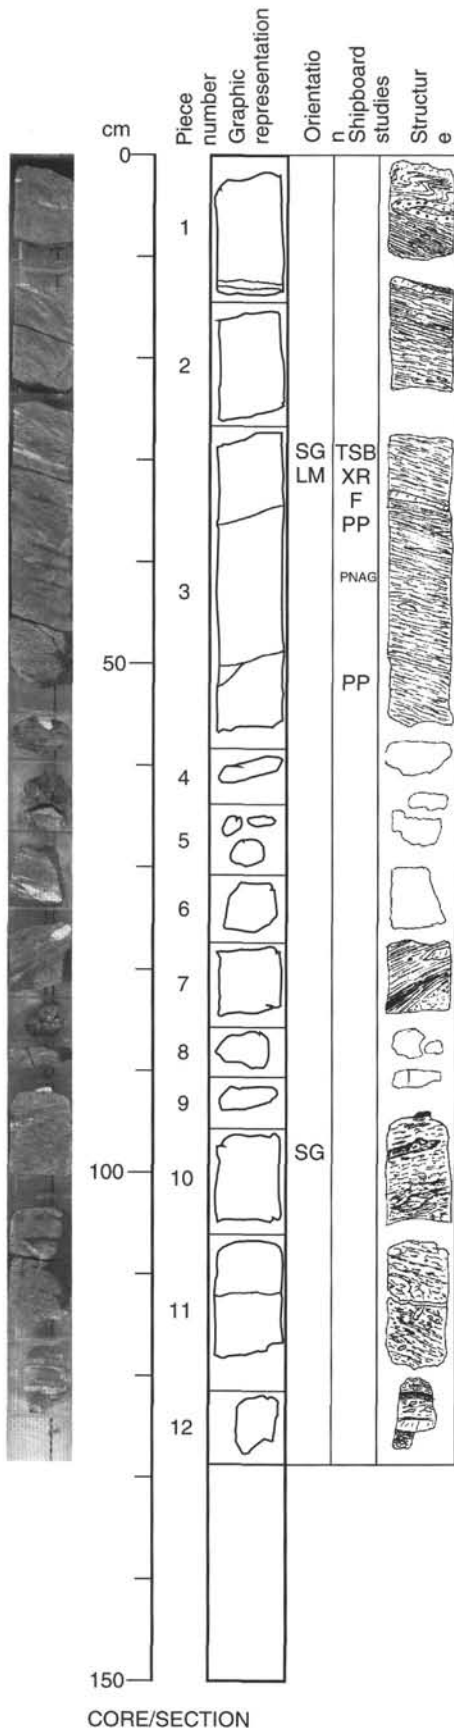 cm
Piece
number
Graphic
representation
Orientatio
n
Shipboard
studies
Structur
e
0
1
2
SG TSB
LM XR
F
PP
3
PNAG
50
PP
4
5
6
7
8
9
100
SG
10
11
12
150
CORE/SECTION